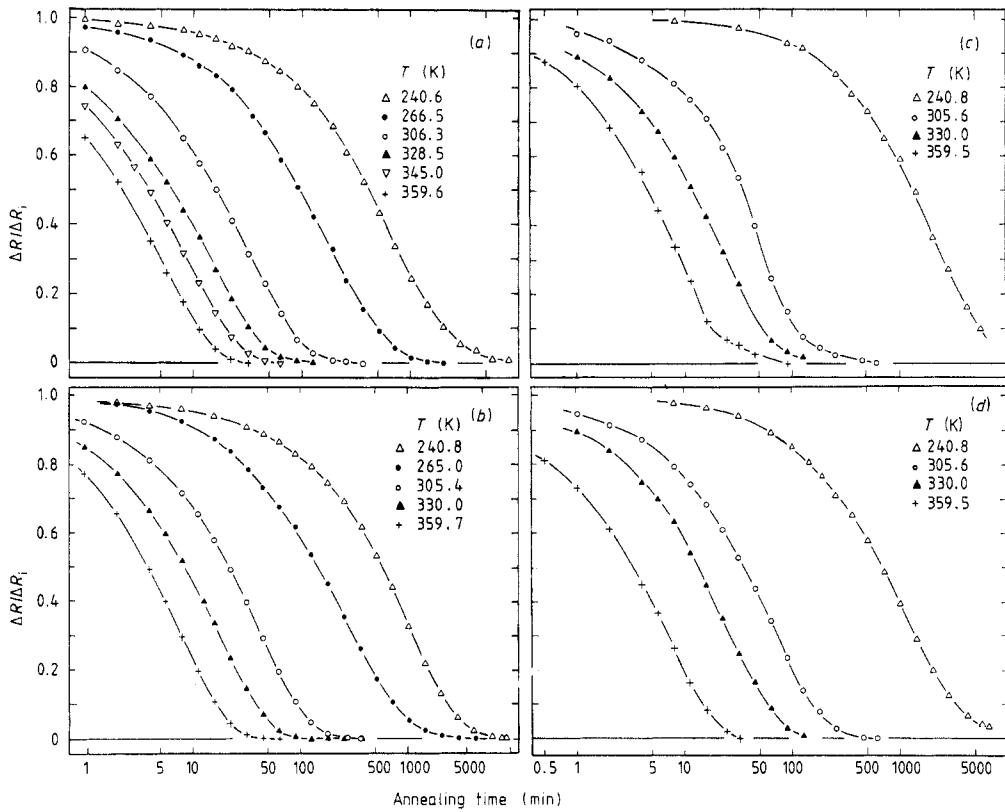 1.0
0.8
0.6
0.4
0.2
0
ΔR/ΔRᵢ
(a)
T (K)
△ 240.6
• 266.5
○ 306.3
▲ 328.5
▽ 345.0
+ 359.6
(c)
T (K)
△ 240.8
○ 305.6
▲ 330.0
+ 359.5
1.0
0.8
0.6
0.4
0.2
0
ΔR/ΔRᵢ
(b)
T (K)
△ 240.8
• 265.0
○ 305.4
▲ 330.0
+ 359.7
(d)
T (K)
△ 240.8
○ 305.6
▲ 330.0
+ 359.5
1 5 10 50 100 500 1000 5000
0.5 1 5 10 50 100 500 1000 5000
Annealing time (min)